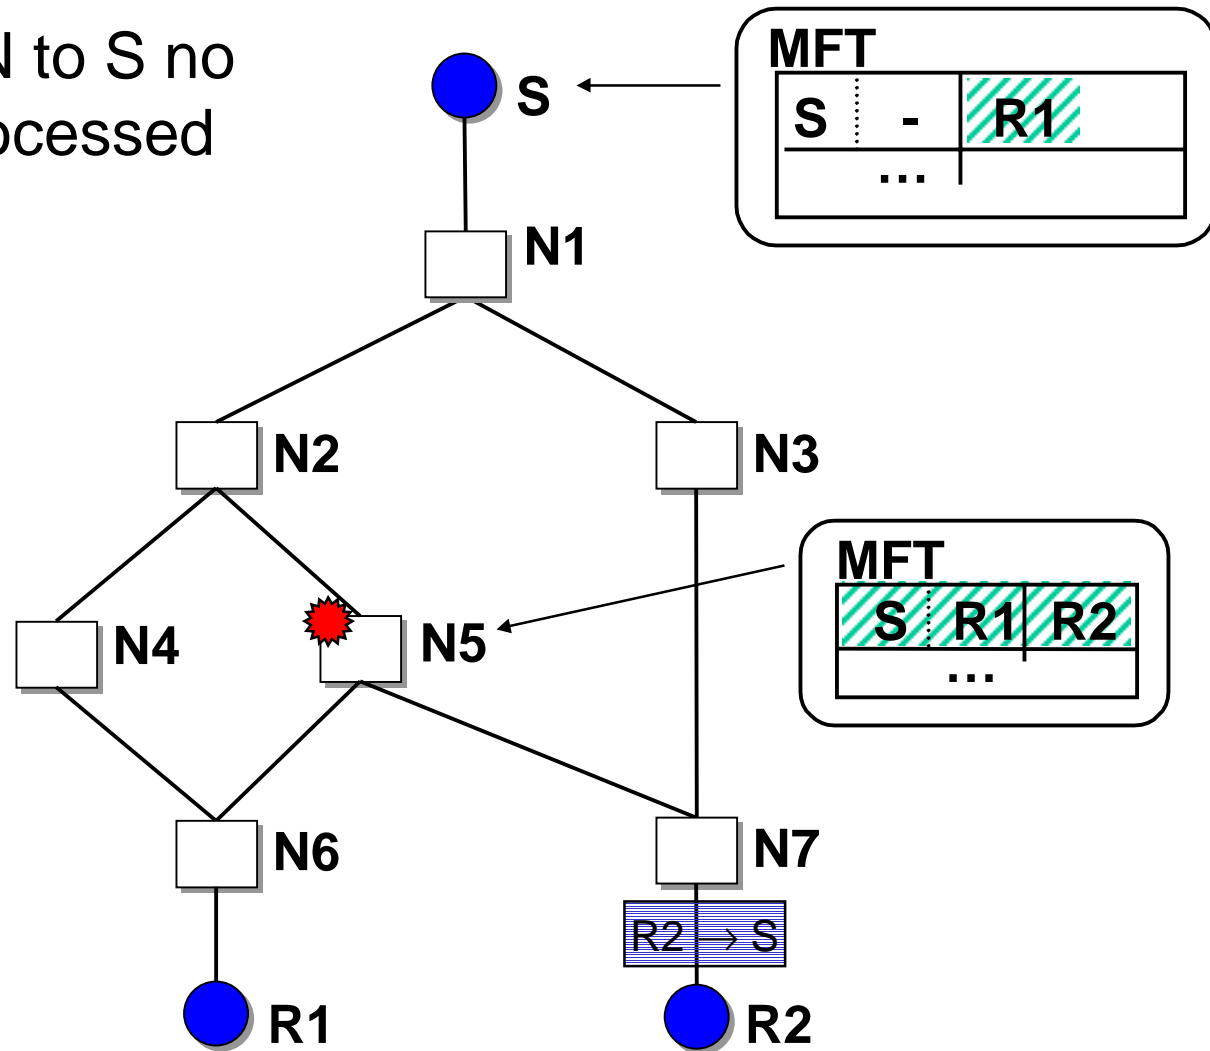 N to S no
ocessed
S
MFT
S - R1
...
N1
N2
N3
MFT
S R1 R2
...
N4
N5
N6
N7
R2 → S
R1
R2